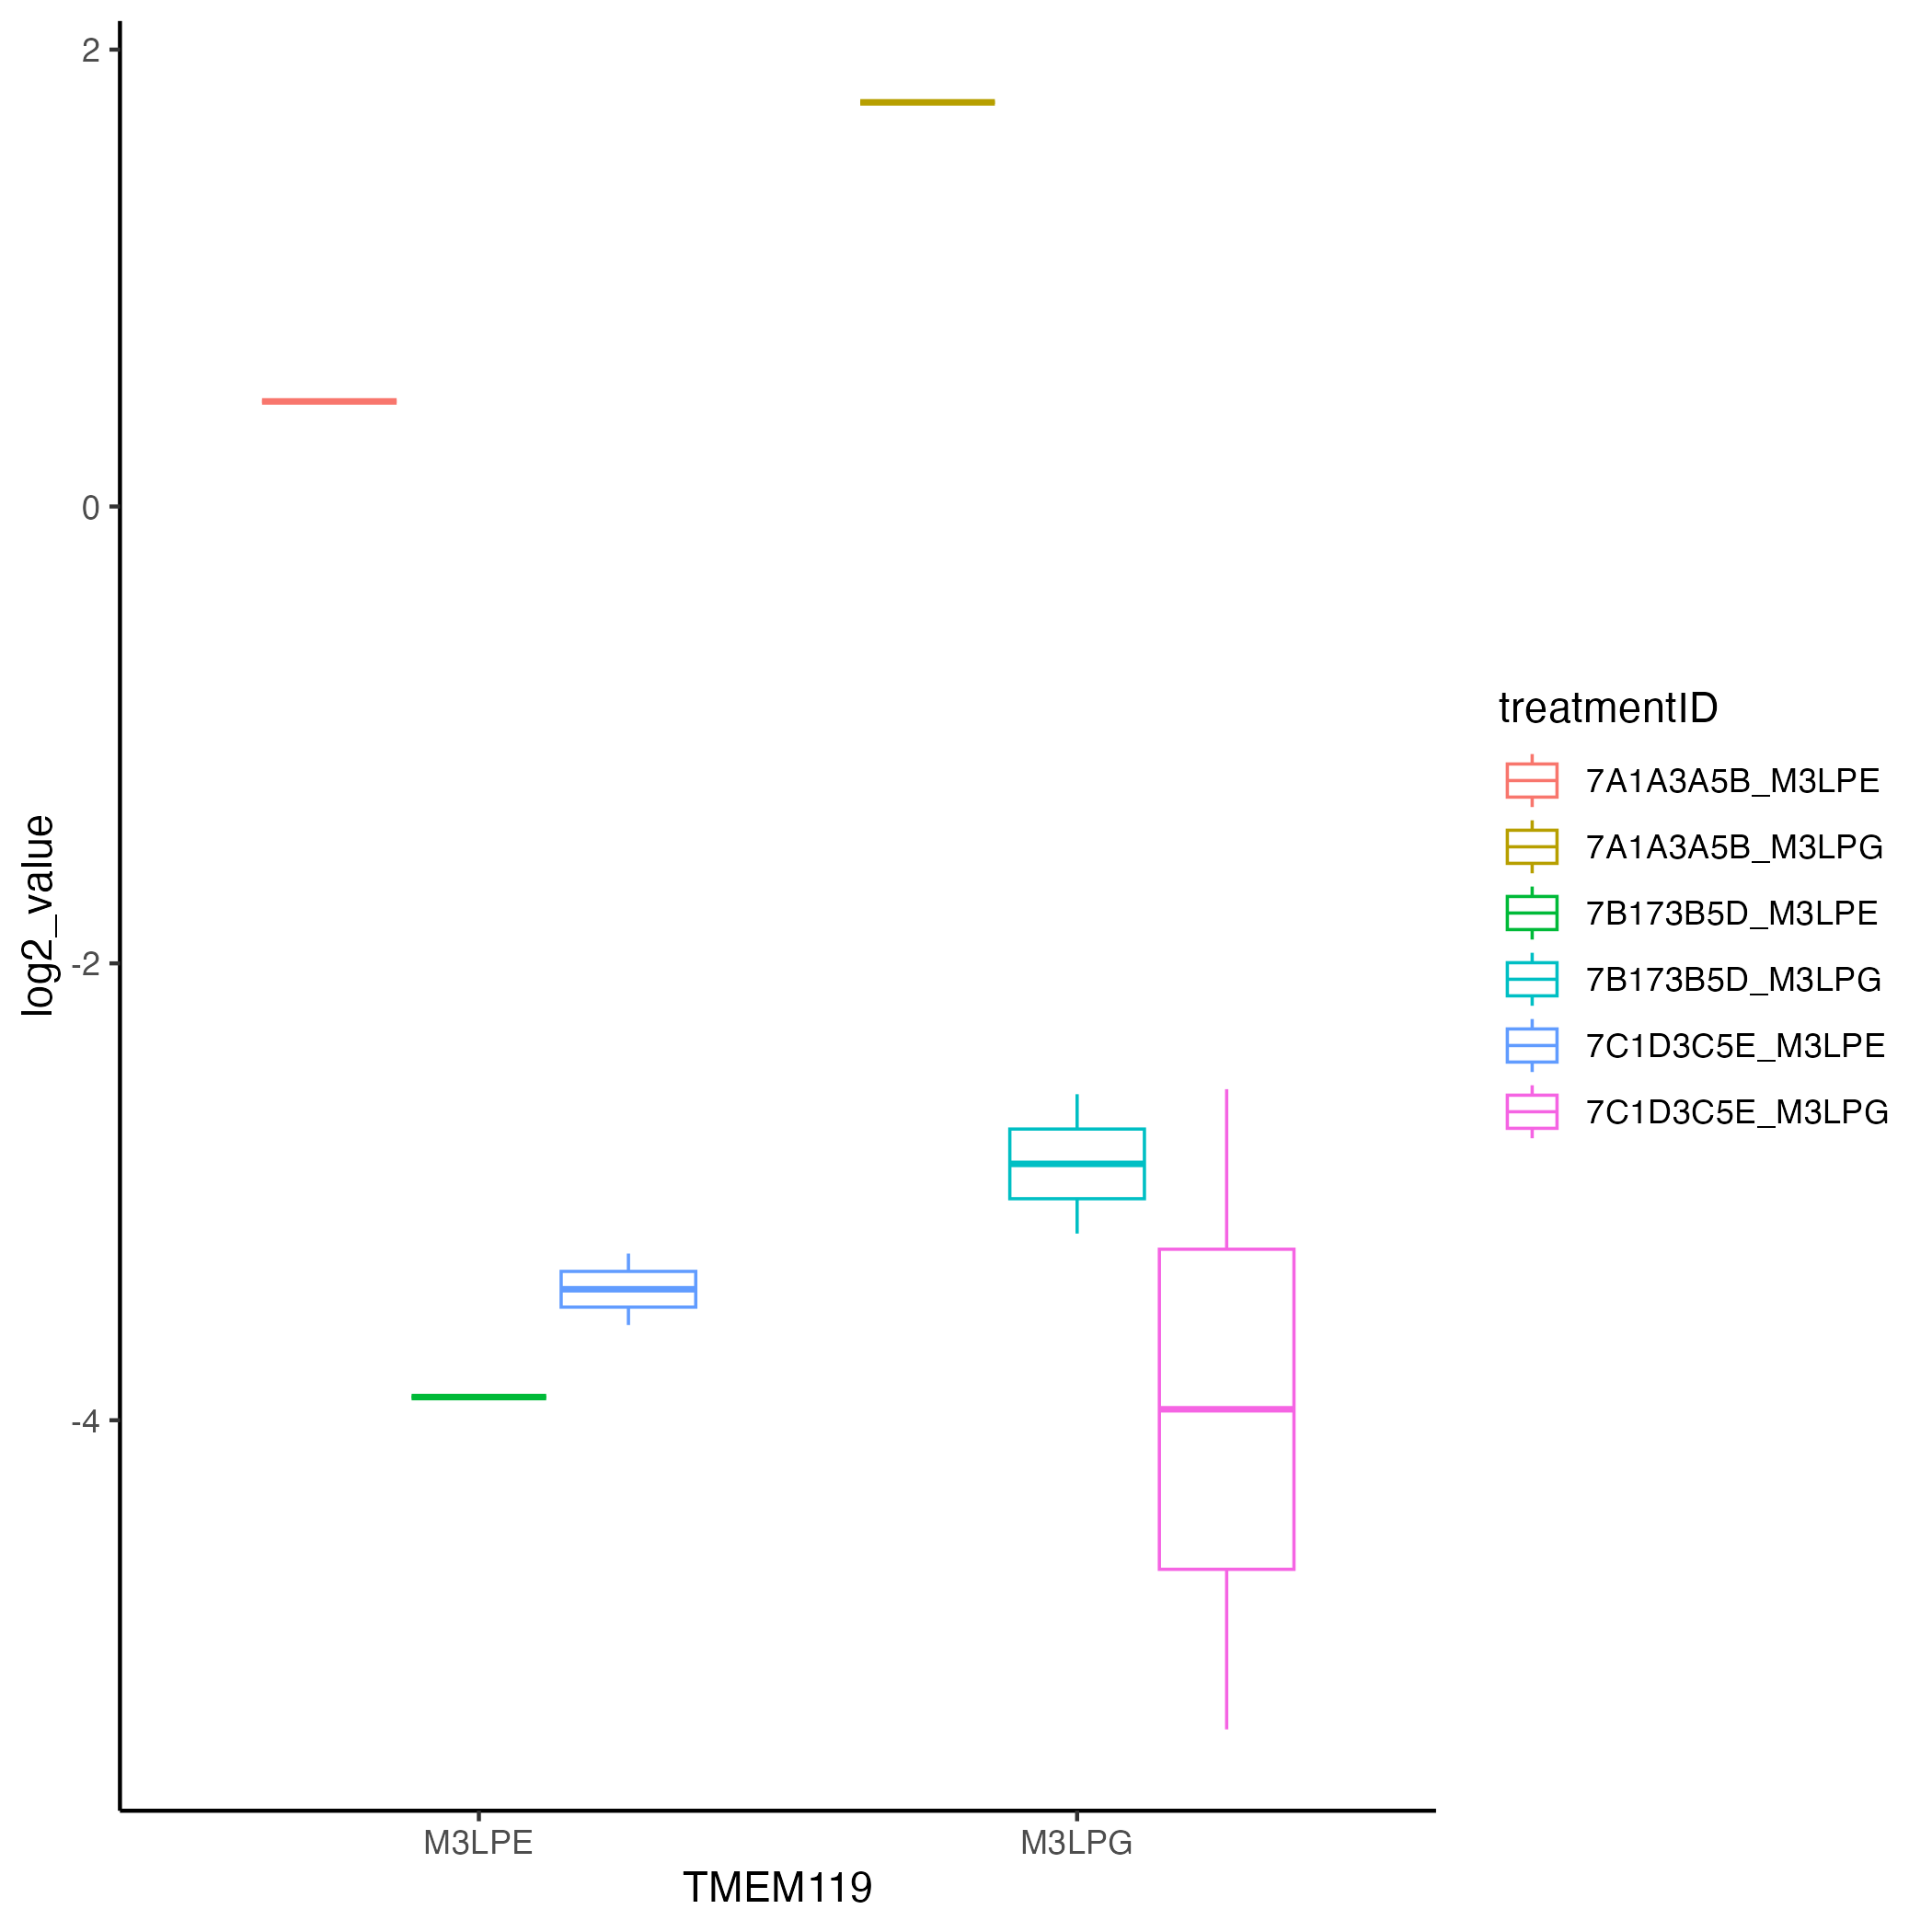 2
0
-2
-4
log2_value
M3LPE
M3LPG
TMEM119
treatmentID
7A1A3A5B_M3LPE
7A1A3A5B_M3LPG
7B173B5D_M3LPE
7B173B5D_M3LPG
7C1D3C5E_M3LPE
7C1D3C5E_M3LPG